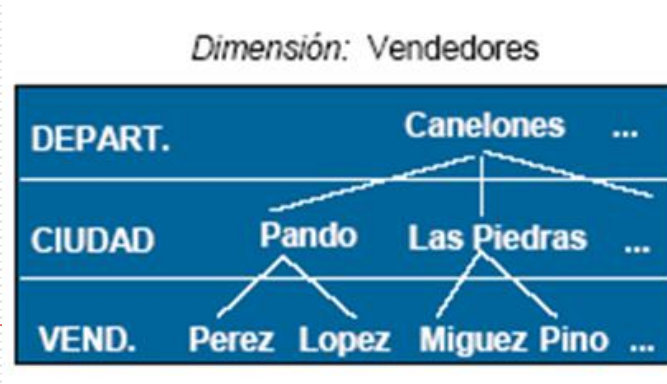 Dimensión: Vendedores
DEPART. Canelones ...
CIUDAD Pando Las Piedras ...
VEND. Perez Lopez Miguez Pino ...